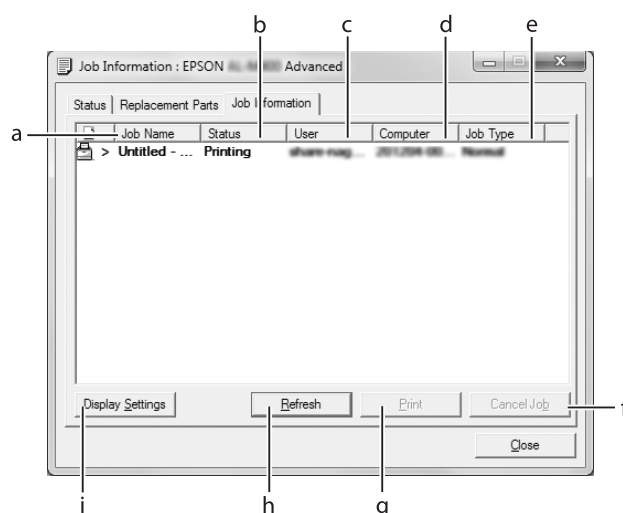 b c d e
Job Information : EPSON Advanced
Status Replacement Parts Job Information
a Job Name Status User Computer Job Type
> Untitled - ... Printing
Display Settings Refresh Print Cancel Job
f
Close
i h g